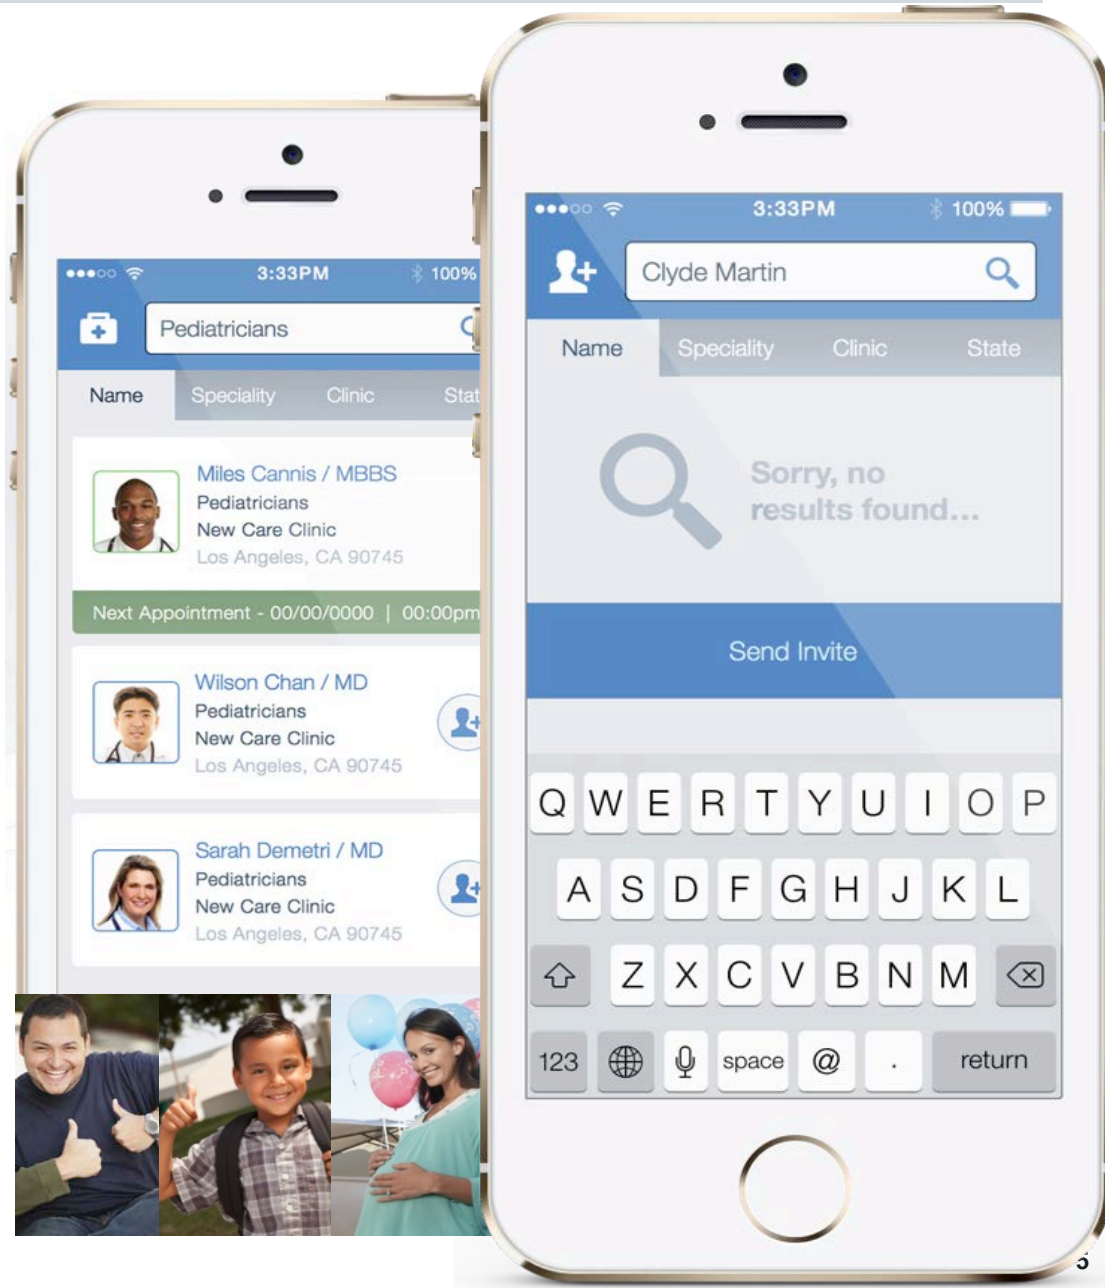 3:33PM
100%
Pediatricians
Name Speciality Clinic Stat
Miles Cannis / MBBS
Pediatricians
New Care Clinic
Los Angeles, CA 90745
Next Appointment - 00/00/0000 | 00:00pm
Wilson Chan / MD
Pediatricians
New Care Clinic
Los Angeles, CA 90745
Sarah Demetri / MD
Pediatricians
New Care Clinic
Los Angeles, CA 90745
3:33PM
100%
Clyde Martin
Name Speciality Clinic State
Sorry, no
results found...
Send Invite
Q W E R T Y U I O P
A S D F G H J K L
Z X C V B N M
123 space @ . return
5